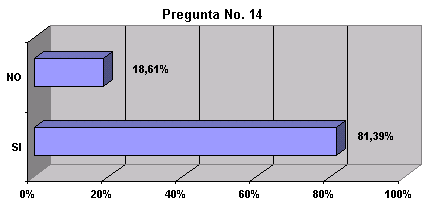 Pregunta No. 14
NO
18,61%
SI
81,39%
0% 20% 40% 60% 80% 100%